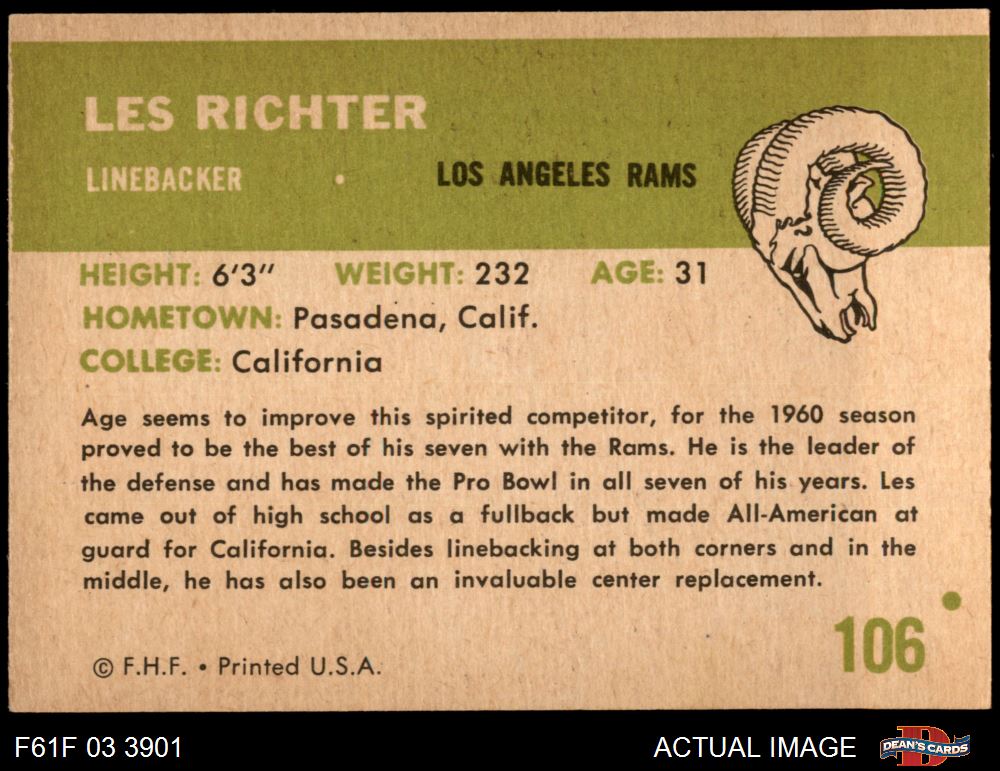 LES RICHTER
LINEBACKER • LOS ANGELES RAMS
HEIGHT: 6'3" WEIGHT: 232 AGE: 31
HOMETOWN: Pasadena, Calif.
COLLEGE: California
Age seems to improve this spirited competitor, for the 1960 season
proved to be the best of his seven with the Rams. He is the leader of
the defense and has made the Pro Bowl in all seven of his years. Les
came out of high school as a fullback but made All-American at
guard for California. Besides linebacking at both corners and in the
middle, he has also been an invaluable center replacement.
106
© F.H.F. • Printed U.S.A.
F61F 03 3901 ACTUAL IMAGE DEAN'S CARDS